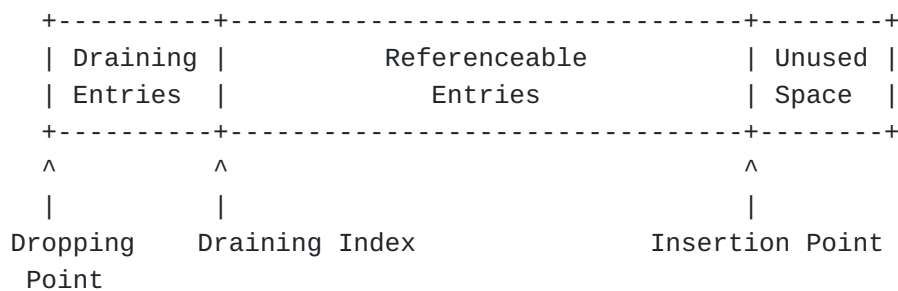 +----------+---------------------------------+--------+
| Draining |          Referenceable          | Unused |
| Entries  |             Entries             | Space  |
+----------+---------------------------------+--------+
^          ^                                 ^
|          |                                 |
Dropping    Draining Index               Insertion Point
Point